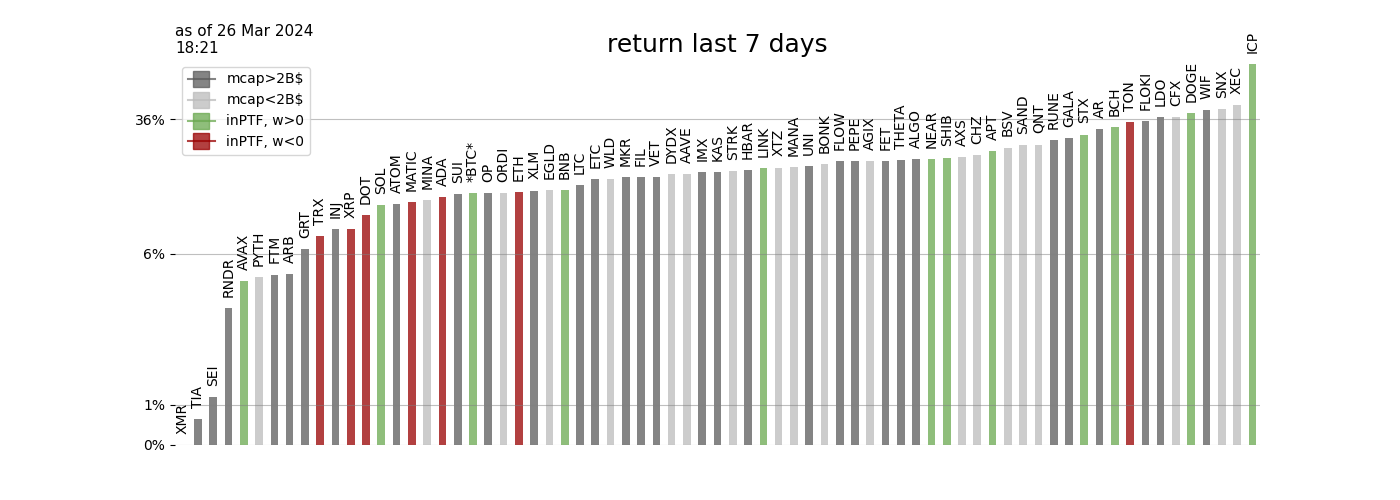 as of 26 Mar 2024
18:21
return last 7 days
mcap>2B$
mcap<2B$
inPTF, w>0
inPTF, w<0
36%
6%
1%
0%
XMR
TIA
SEI
RNDR
AVAX
PYTH
FTM
ARB
GRT
TRX
INJ
XRP
DOT
SOL
ATOM
MATIC
MINA
ADA
SUI
*BTC*
OP
ORDI
ETH
XLM
EGLD
BNB
LTC
ETC
WLD
MKR
FIL
VET
DYDX
AAVE
IMX
KAS
STRK
HBAR
LINK
XTZ
MANA
UNI
BONK
FLOW
PEPE
AGIX
FET
THETA
ALGO
NEAR
SHIB
AXS
CHZ
APT
BSV
SAND
QNT
RUNE
GALA
STX
AR
BCH
TON
FLOKI
LDO
CFX
DOGE
WIF
SNX
XEC
ICP